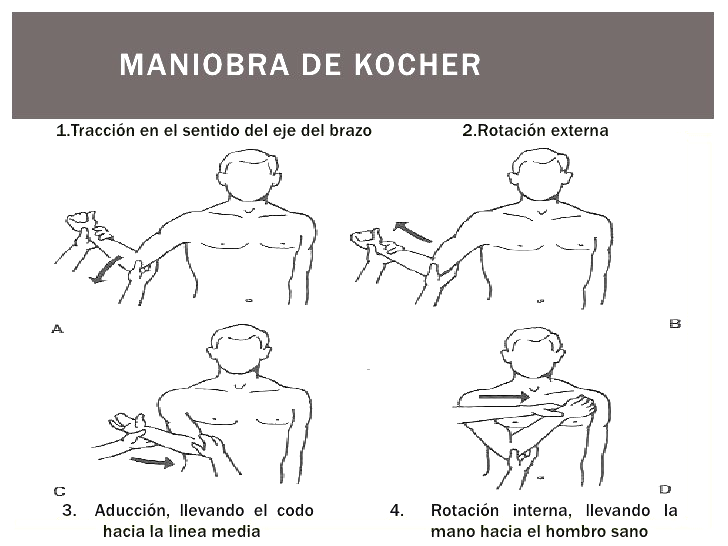 MANIOBRA DE KOCHER
1.Tracción en el sentido del eje del brazo
2.Rotación externa
A
B
C
D
3. Aducción, llevando el codo
hacia la linea media
4. Rotación interna, llevando la
mano hacia el hombro sano